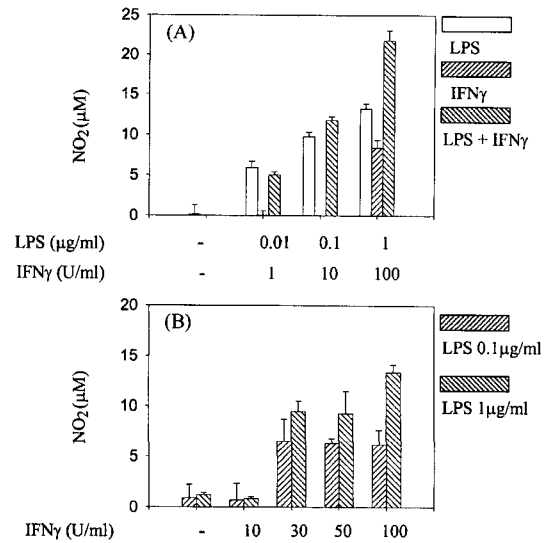 (A)
25
20
15
10
5
0
NO2(μM)
LPS
IFNγ
LPS + IFNγ
LPS (μg/ml) - 0.01 0.1 1
IFNγ (U/ml) - 1 10 100
(B)
20
15
10
5
0
NO2(μM)
LPS 0.1μg/ml
LPS 1μg/ml
IFNγ (U/ml) - 10 30 50 100